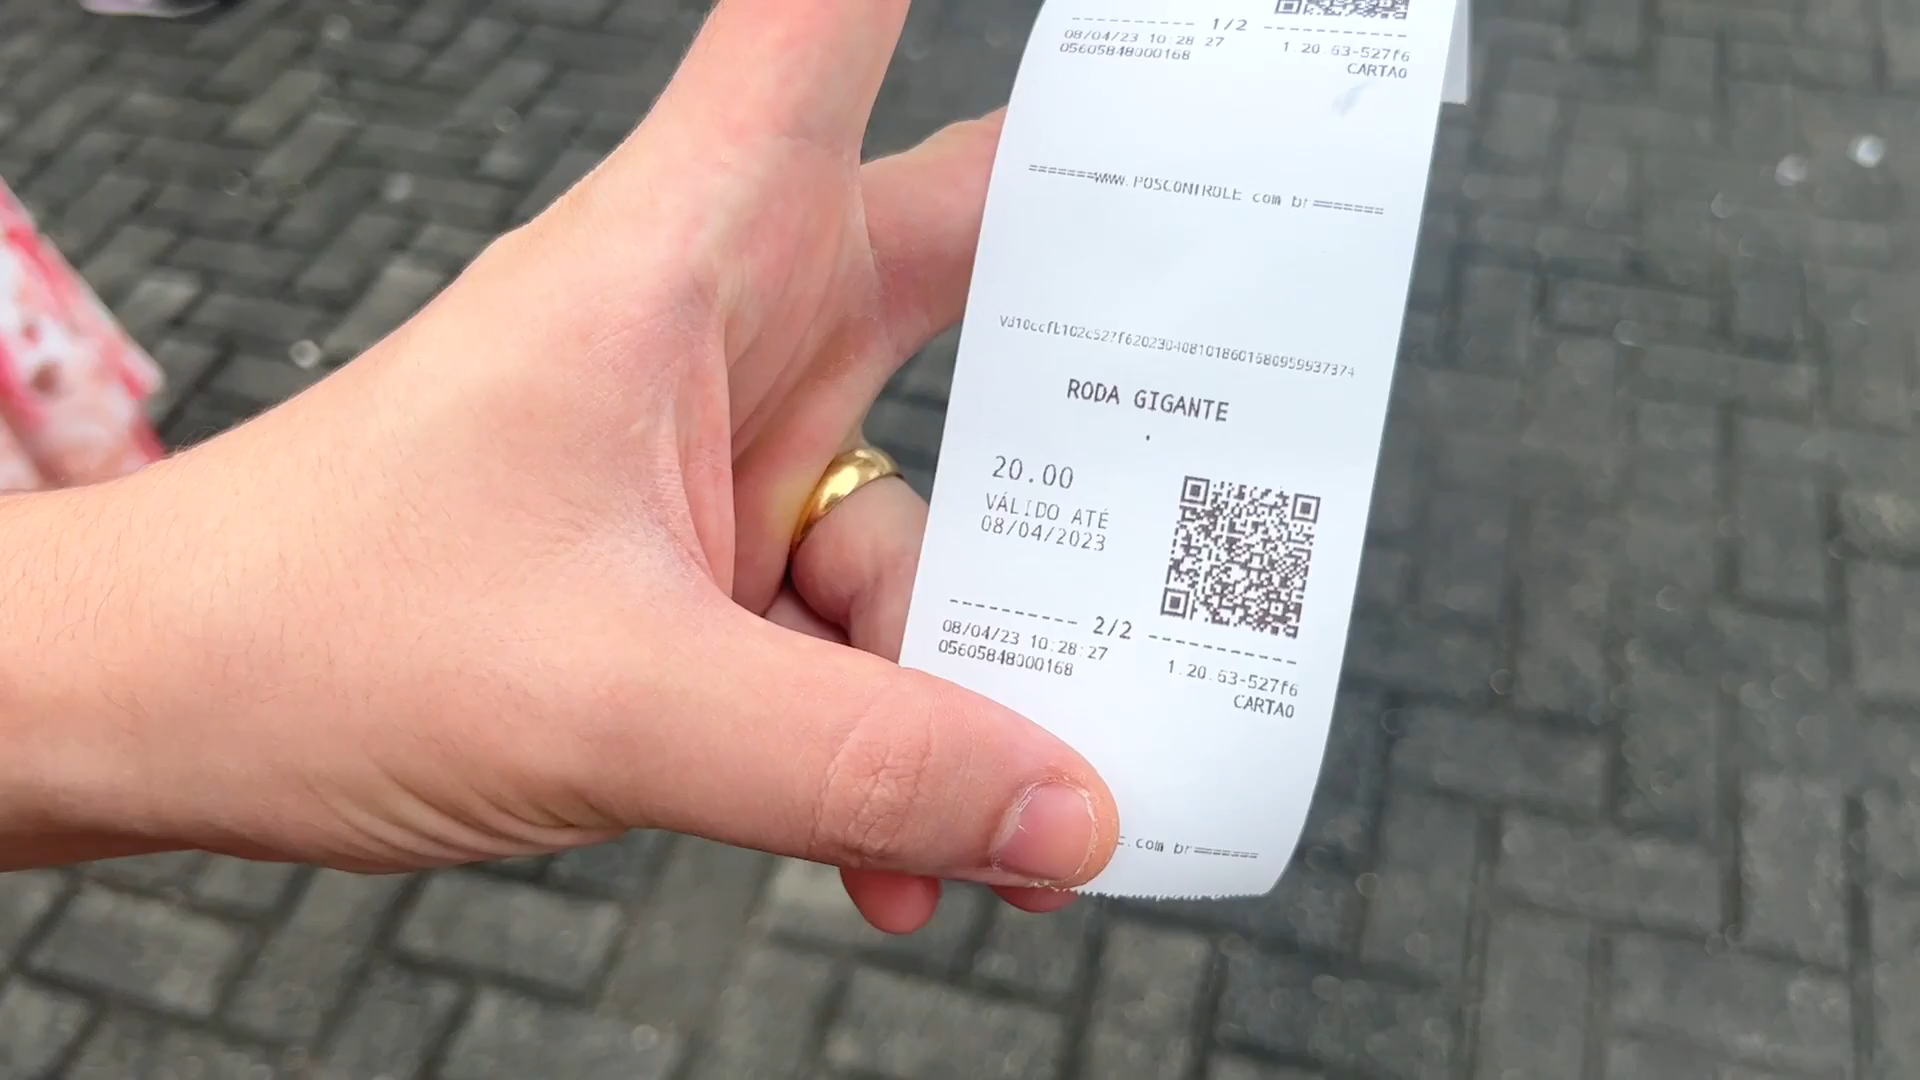 ---------- 1/2 ----------
08/04/23 10:28 27
05605848000168
1.20.63-527f6
CARTAO
=======WWW.POSCONTROLE com br=======
RODA GIGANTE
20.00
VÁLIDO ATÉ
08/04/2023
---------- 2/2 ----------
08/04/23 10:28:27
05605848000168
1.20.63-527f6
CARTAO
.com br=======